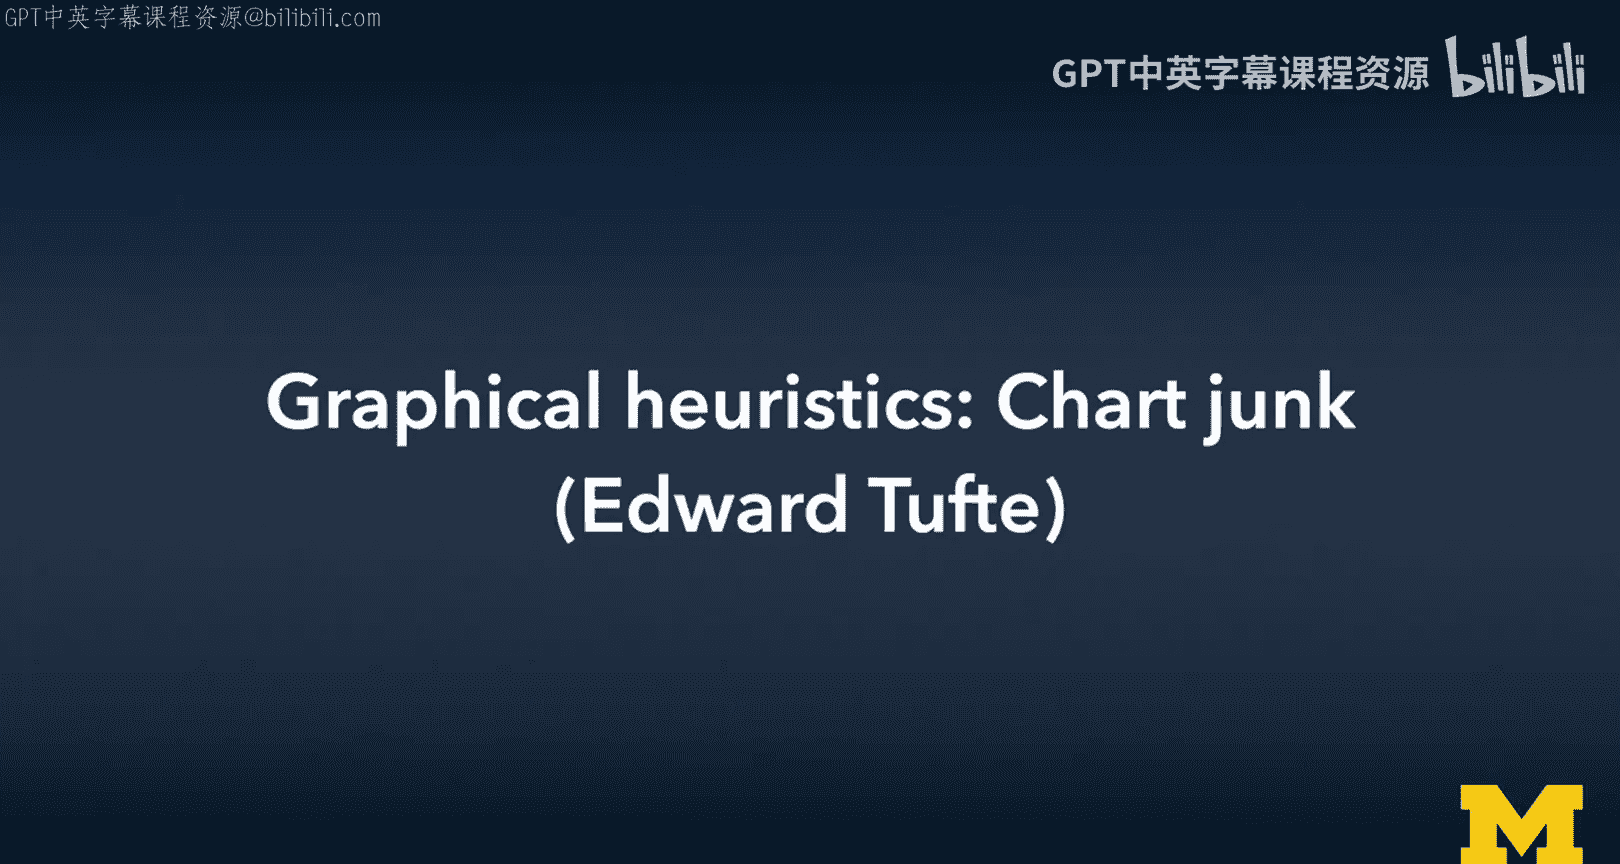 GPT中英字幕课程资源@bilibili.com
GPT中英字幕课程资源 bilibili
Graphical heuristics: Chart junk
(Edward Tufte)
M